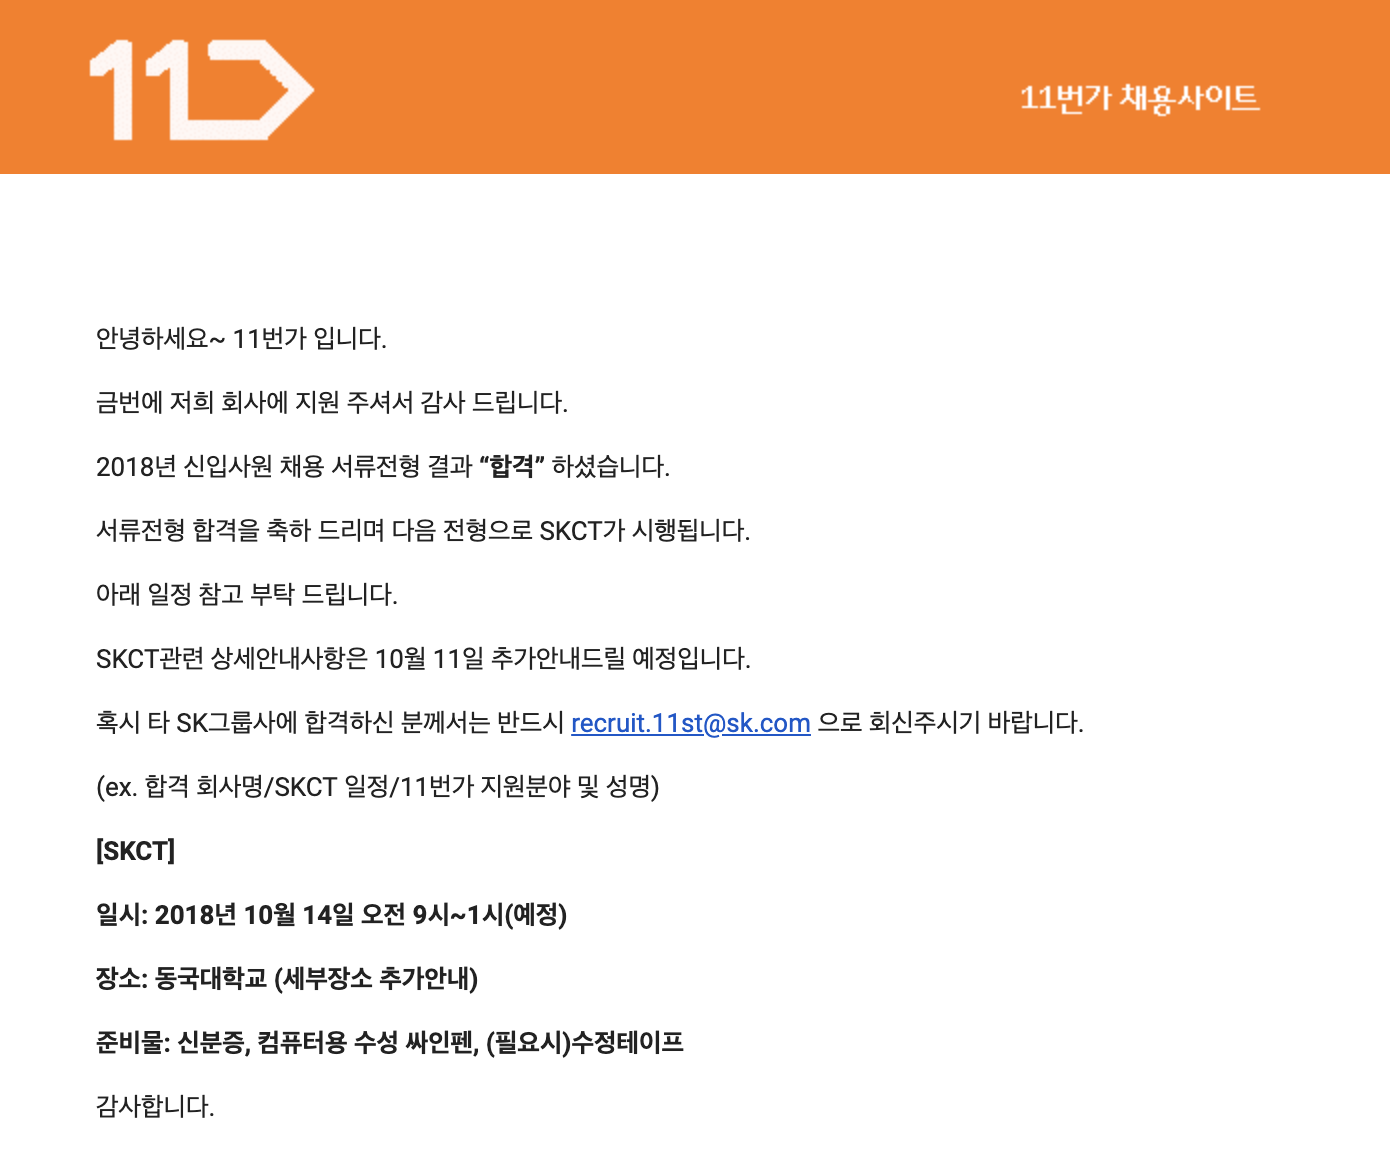 11
11번가 채용사이트
안녕하세요~ 11번가 입니다.
금번에 저희 회사에 지원 주셔서 감사 드립니다.
2018년 신입사원 채용 서류전형 결과 “합격” 하셨습니다.
서류전형 합격을 축하 드리며 다음 전형으로 SKCT가 시행됩니다.
아래 일정 참고 부탁 드립니다.
SKCT관련 상세안내사항은 10월 11일 추가안내드릴 예정입니다.
혹시 타 SK그룹사에 합격하신 분께서는 반드시 recruit.11st@sk.com 으로 회신주시기 바랍니다.
(ex. 합격 회사명/SKCT 일정/11번가 지원분야 및 성명)
[SKCT]
일시: 2018년 10월 14일 오전 9시~1시(예정)
장소: 동국대학교 (세부장소 추가안내)
준비물: 신분증, 컴퓨터용 수성 싸인펜, (필요시)수정테이프
감사합니다.